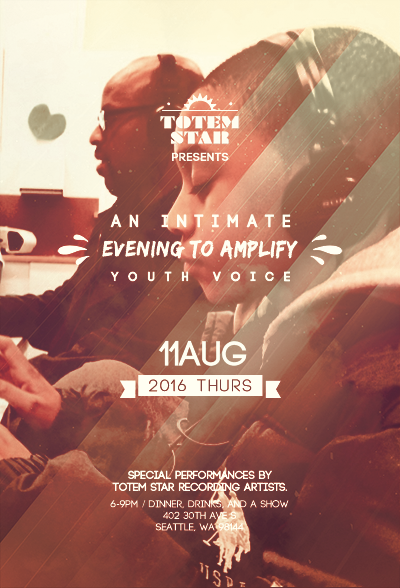 TOTEM
STAR
PRESENTS
AN INTIMATE
EVENING TO AMPLIFY
YOUTH VOICE
11AUG
2016 THURS
&
SPECIAL PERFORMANCES BY
TOTEM STAR RECORDING ARTISTS.
6-9PM / DINNER, DRINKS, AND A SHOW
402 30TH AVE S
SEATTLE, WA 98144